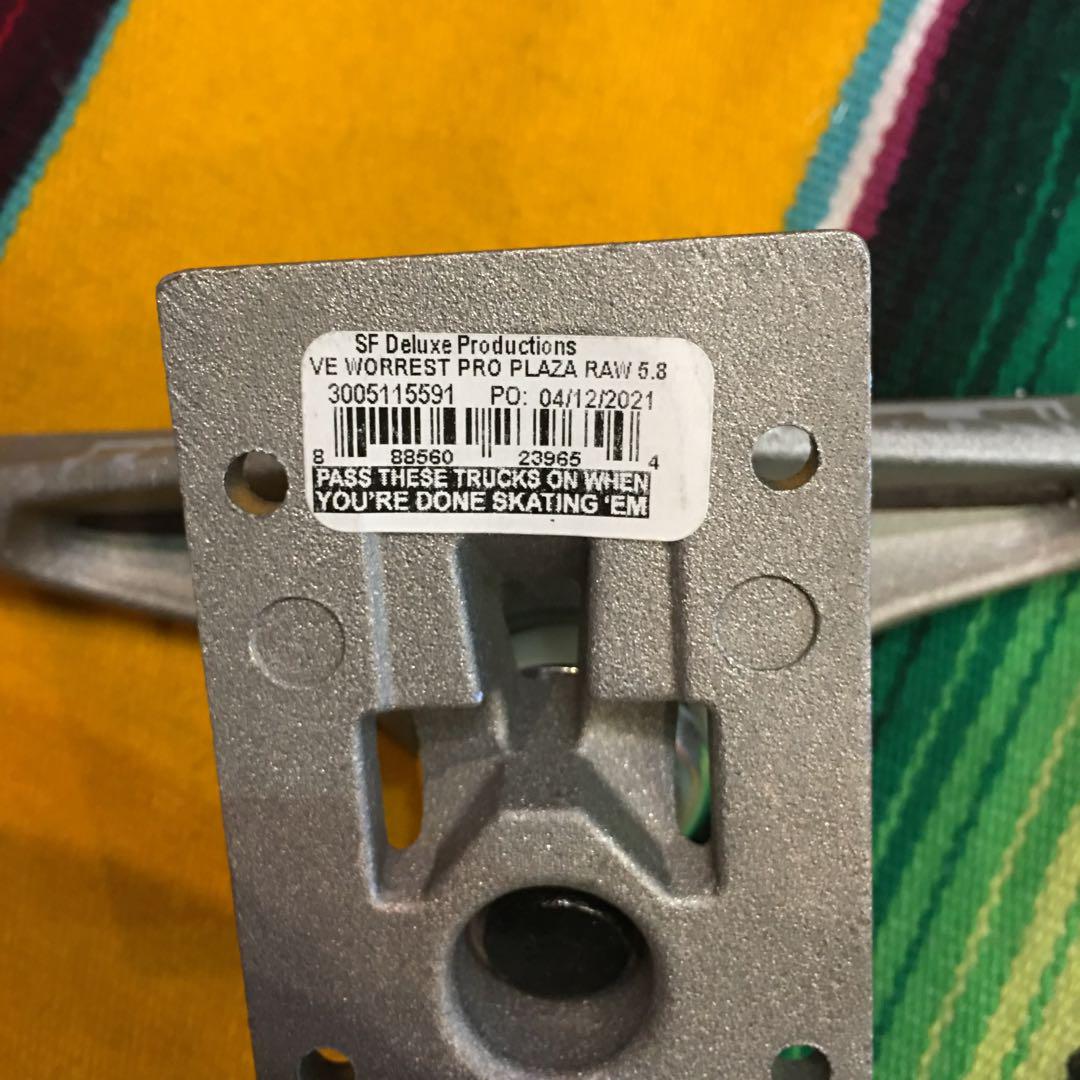 SF Deluxe Productions
VE WORREST PRO PLAZA RAW 5.8
3005115591 PO: 04/12/2021
8 88560 23965 4
PASS THESE TRUCKS ON WHEN
YOU'RE DONE SKATING 'EM